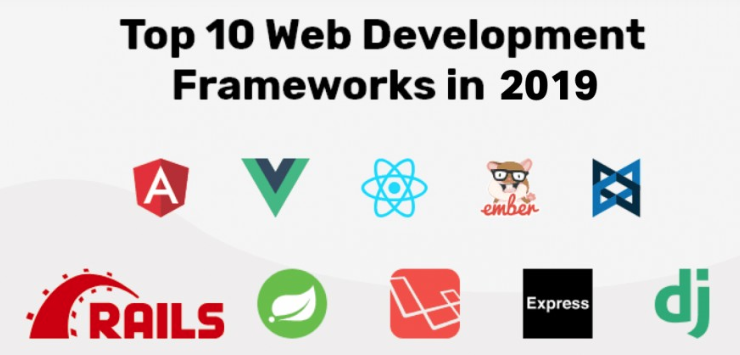 Top 10 Web Development
Frameworks in 2019
A
ember
RAILS
Express
dj